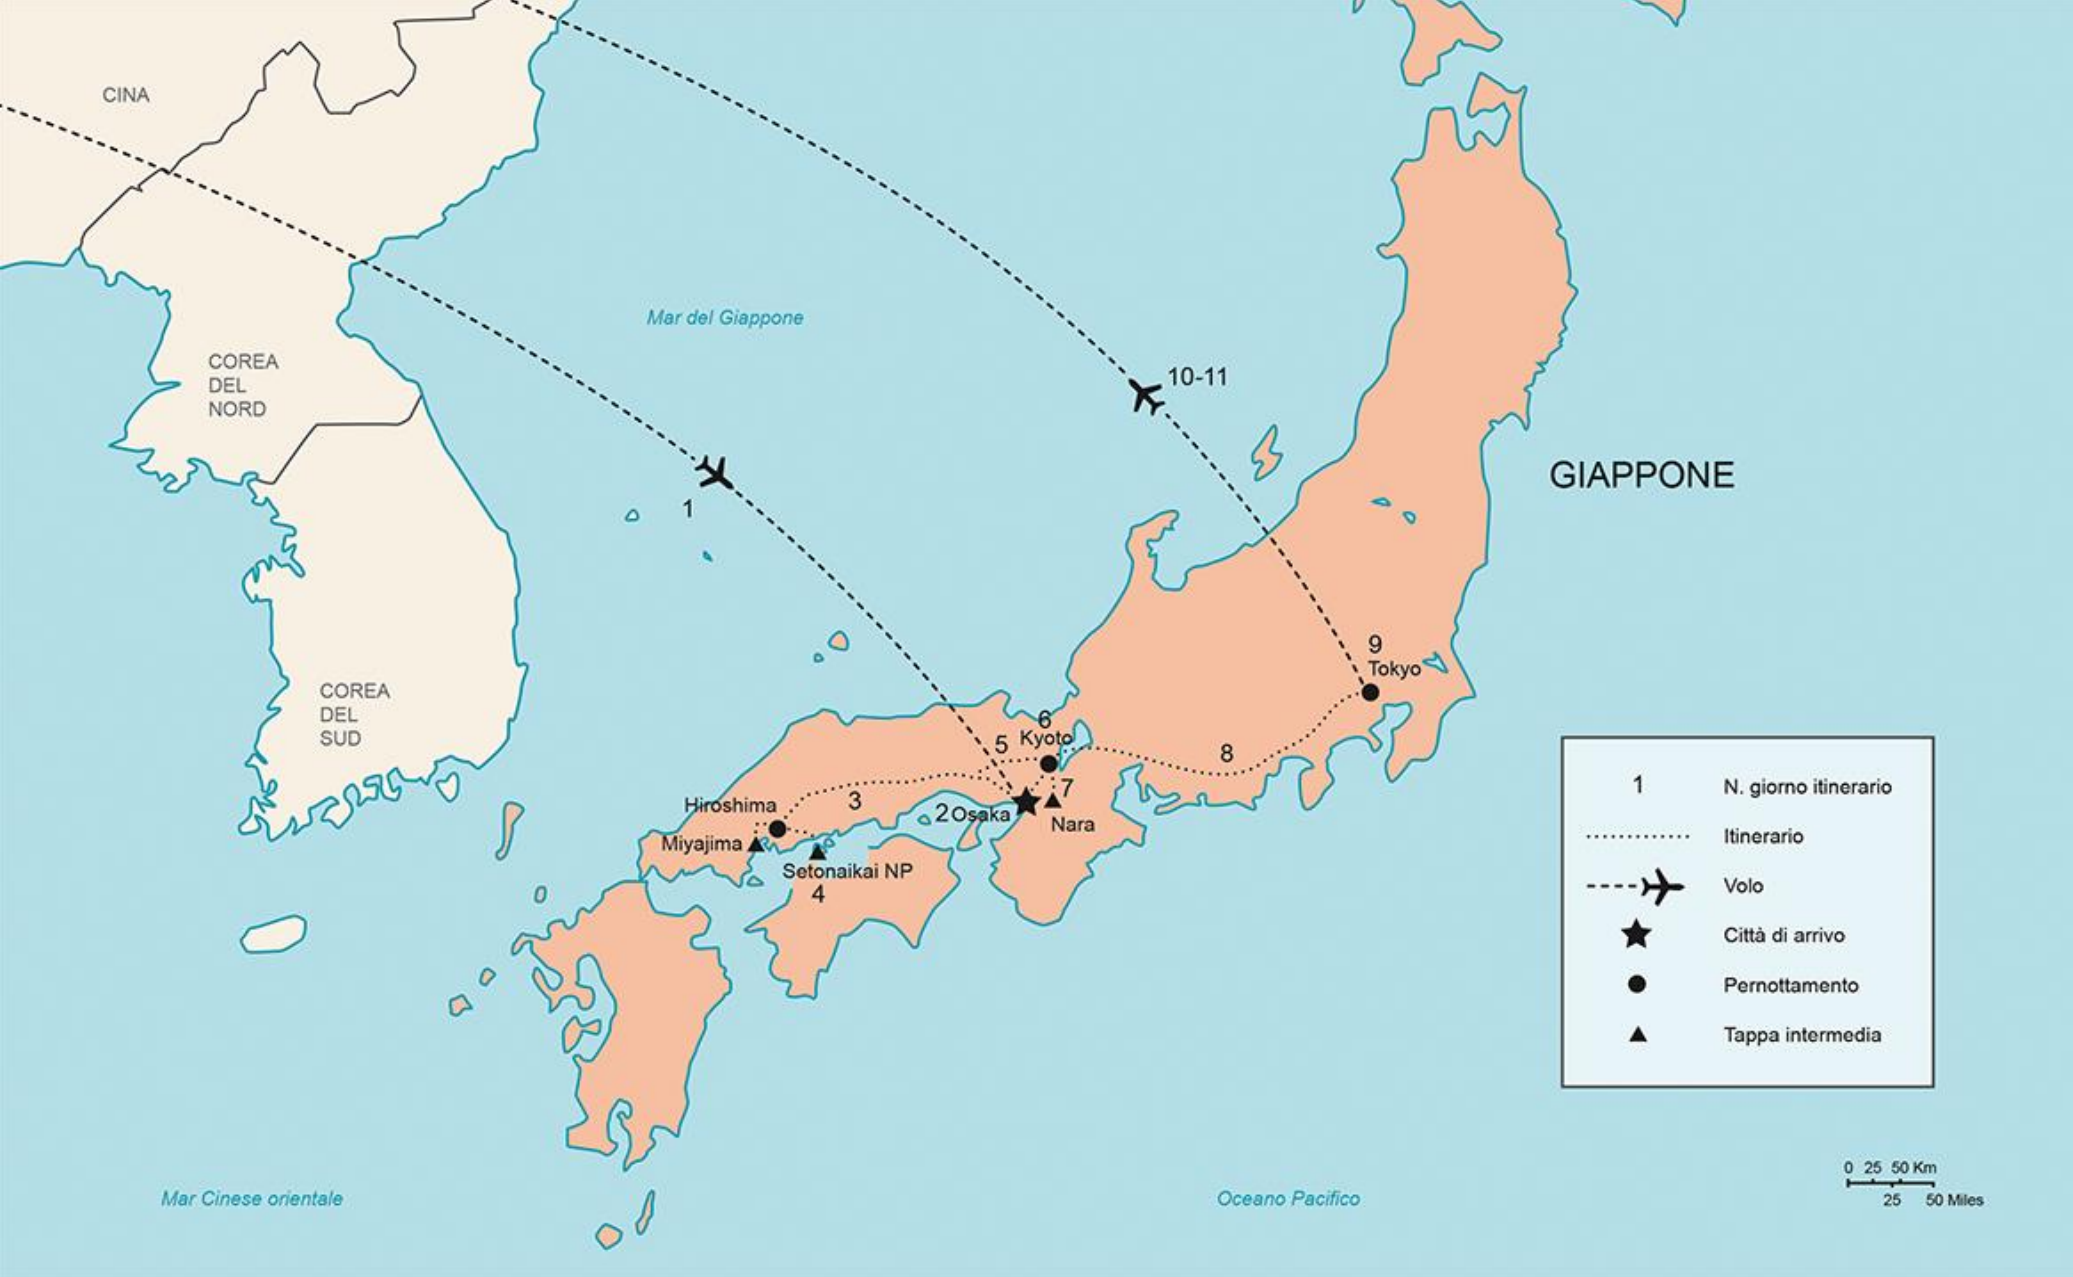 CINA
Mar del Giappone
COREA
DEL
NORD
10-11
GIAPPONE
1
9
Tokyo
COREA
DEL
SUD
6
Kyoto
5
8
7
Hiroshima
3
2 Osaka
Nara
Miyajima
Setonaikai NP
4
1 N. giorno itinerario
Itinerario
Volo
Città di arrivo
Pernottamento
Tappa intermedia
0 25 50 Km
25 50 Miles
Mar Cinese orientale
Oceano Pacifico